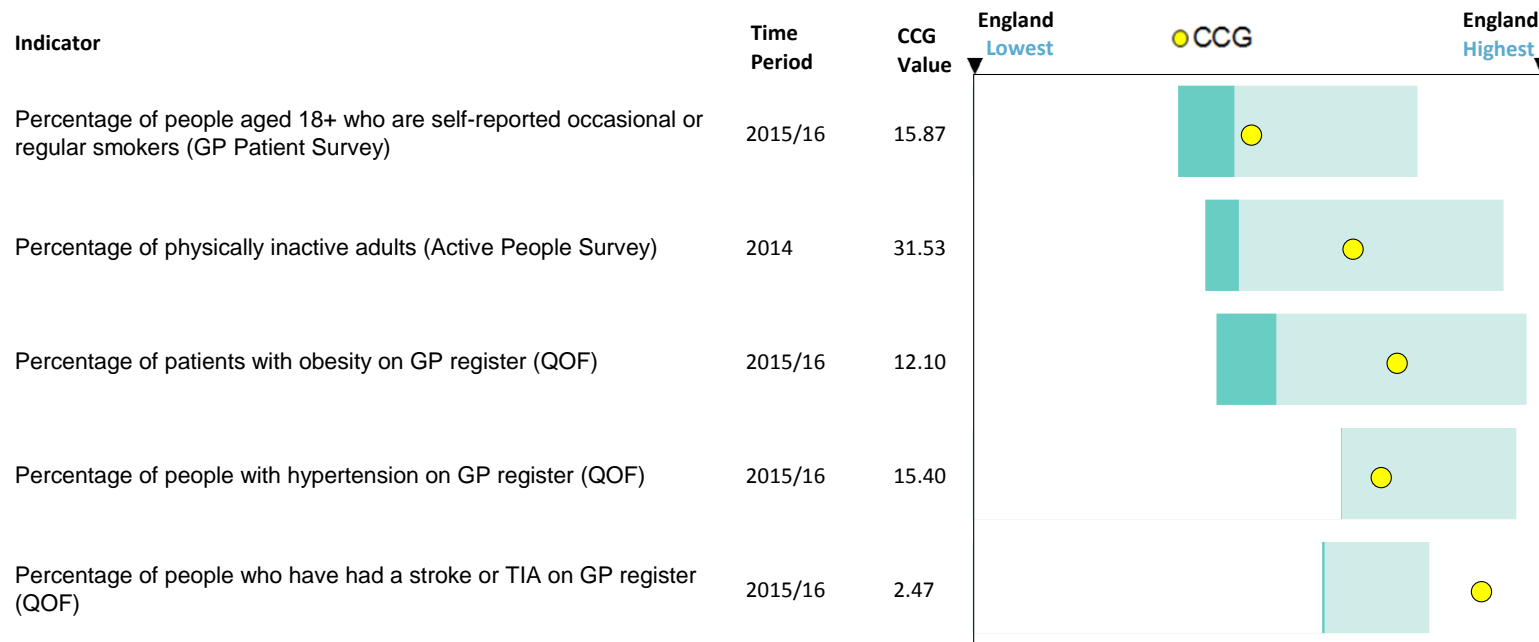 Indicator
Time
Period
CCG
Value
England
Lowest
CCG
England
Highest
Percentage of people aged 18+ who are self-reported occasional or
regular smokers (GP Patient Survey)
2015/16
15.87
Percentage of physically inactive adults (Active People Survey)
2014
31.53
Percentage of patients with obesity on GP register (QOF)
2015/16
12.10
Percentage of people with hypertension on GP register (QOF)
2015/16
15.40
Percentage of people who have had a stroke or TIA on GP register
(QOF)
2015/16
2.47